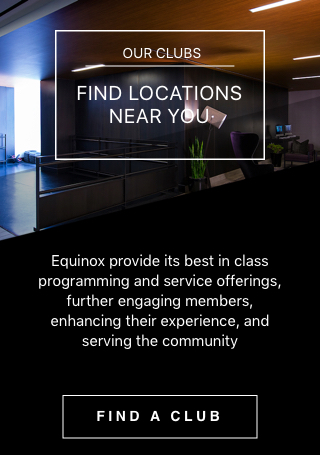 OUR CLUBS
FIND LOCATIONS
NEAR YOU
Equinox provide its best in class
programming and service offerings,
further engaging members,
enhancing their experience, and
serving the community
FIND A CLUB